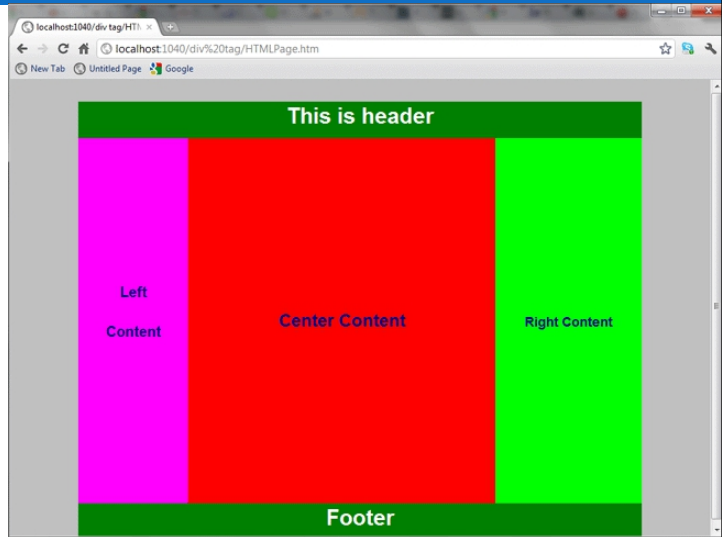 localhost:1040/div tag/HTM
localhost:1040/div%20tag/HTMLPage.htm
New Tab Untitled Page Google
This is header
Left
Content
Center Content
Right Content
Footer